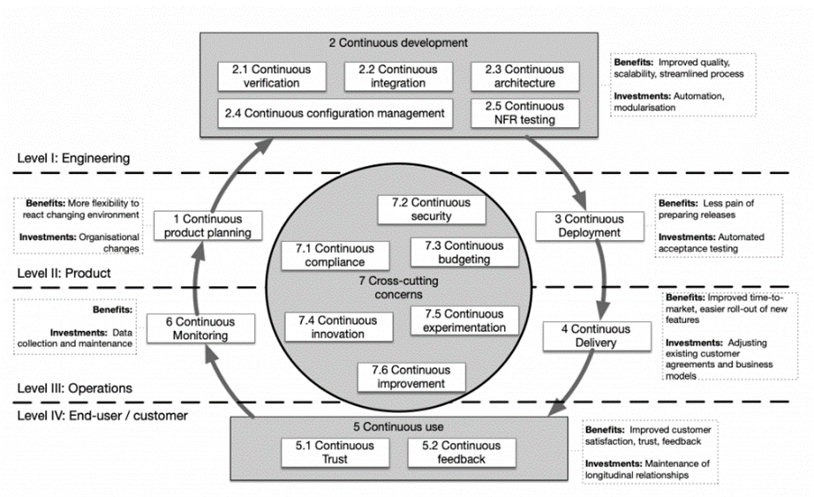 2 Continuous development
2.1 Continuous
verification
2.2 Continuous
integration
2.3 Continuous
architecture
2.4 Continuous configuration management
2.5 Continuous
NFR testing
Benefits: Improved quality,
scalability, streamlined process
Investments: Automation,
modularisation
Level I: Engineering
Benefits: More flexibility to
react changing environment
Investments: Organisational
changes
1 Continuous
product planning
7.2 Continuous
security
7.1 Continuous
compliance
7.3 Continuous
budgeting
3 Continuous
Deployment
Benefits: Less pain of
preparing releases
Investments: Automated
acceptance testing
Level II: Product
7 Cross-cutting
concerns
Benefits:
Investments: Data
collection and maintenance
6 Continuous
Monitoring
7.4 Continuous
innovation
7.5 Continuous
experimentation
7.6 Continuous
improvement
4 Continuous
Delivery
Benefits: Improved time-to-
market, easier roll-out of new
features
Investments: Adjusting
existing customer
agreements and business
models
Level III: Operations
Level IV: End-user / customer
5 Continuous use
5.1 Continuous
Trust
5.2 Continuous
feedback
Benefits: Improved customer
satisfaction, trust, feedback
Investments: Maintenance of
longitudinal relationships